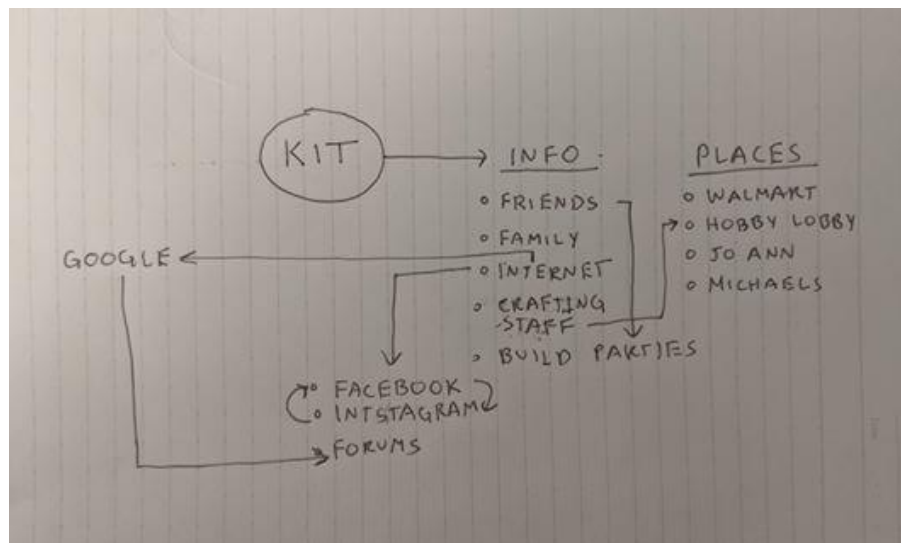 KIT
INFO
FRIENDS
FAMILY
INTERNET
CRAFTING
STAFF
BUILD PARTIES
PLACES
WALMART
HOBBY LOBBY
JO ANN
MICHAELS
GOOGLE
FACEBOOK
INTSTAGRAM
FORUMS